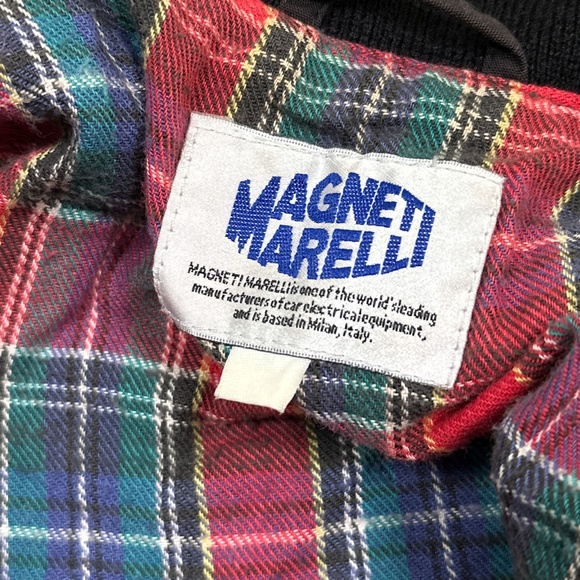 MAGNETI
MARELLI
MAGNETI MARELLI is one of the world's leading
manufacturers of car electrical equipment,
and is based in Milan, Italy.